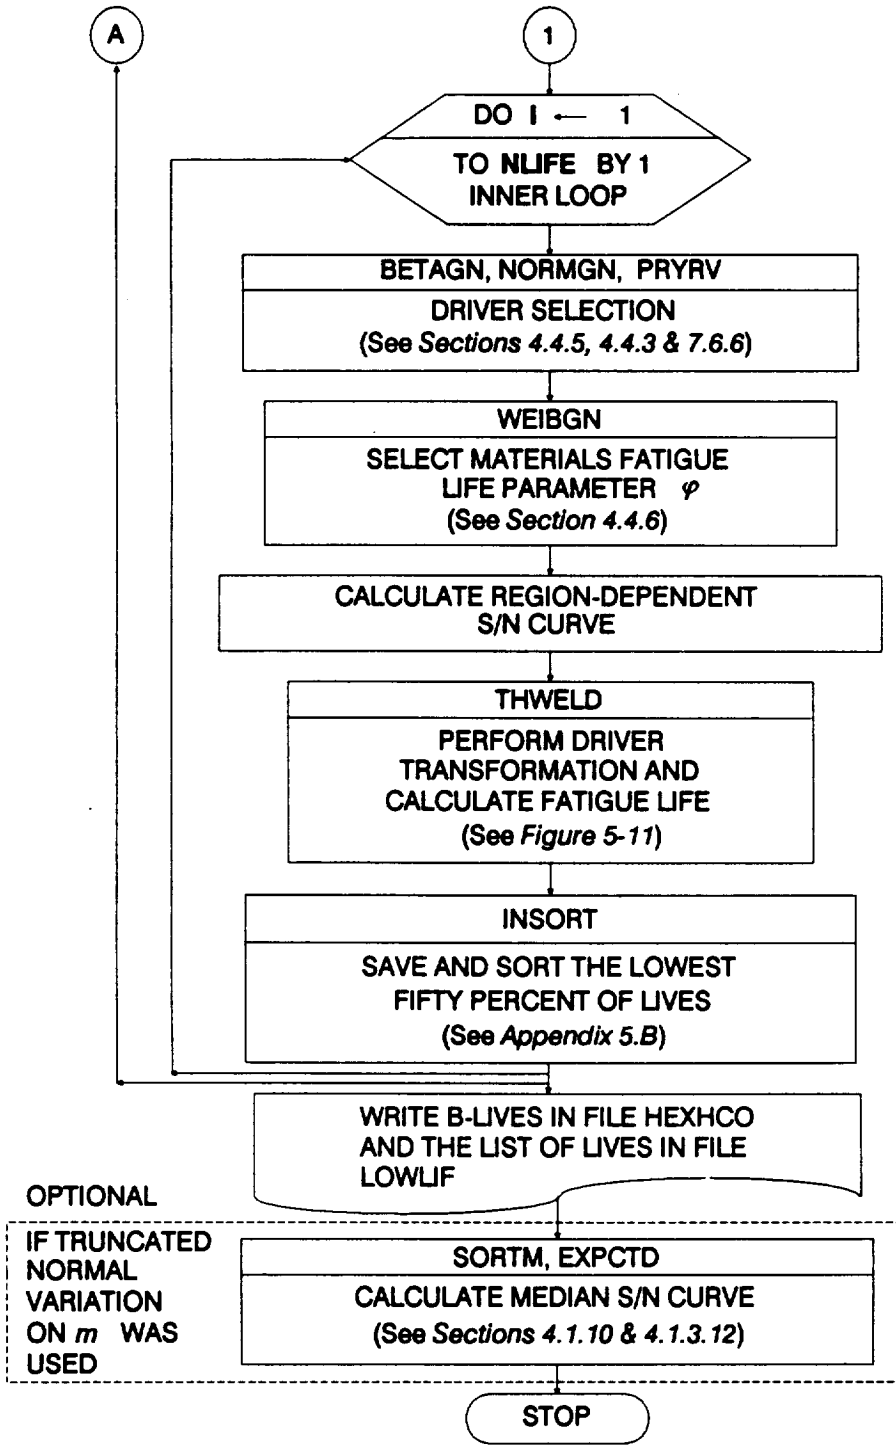 A
1
DO I ← 1
TO NLIFE BY 1
INNER LOOP
BETAGN, NORMGN, PRYRV
DRIVER SELECTION
(See Sections 4.4.5, 4.4.3 & 7.6.6)
WEIBGN
SELECT MATERIALS FATIGUE
LIFE PARAMETER φ
(See Section 4.4.6)
CALCULATE REGION-DEPENDENT
S/N CURVE
THWELD
PERFORM DRIVER
TRANSFORMATION AND
CALCULATE FATIGUE LIFE
(See Figure 5-11)
INSORT
SAVE AND SORT THE LOWEST
FIFTY PERCENT OF LIVES
(See Appendix 5.B)
WRITE B-LIVES IN FILE HEXHCO
AND THE LIST OF LIVES IN FILE
LOWLIF
OPTIONAL
IF TRUNCATED
NORMAL
VARIATION
ON m WAS
USED
SORTM, EXPCTD
CALCULATE MEDIAN S/N CURVE
(See Sections 4.1.10 & 4.1.3.12)
STOP